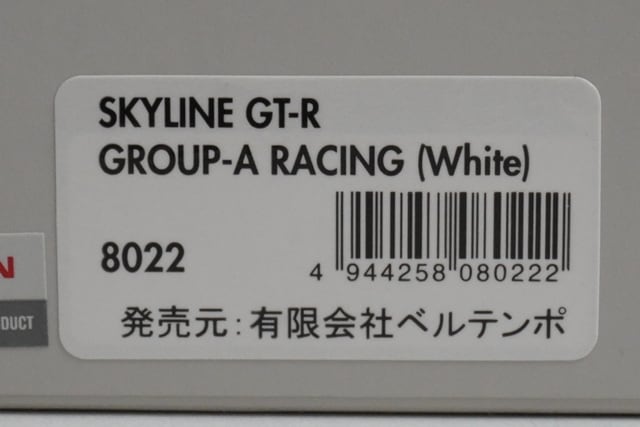 SKYLINE GT-R
GROUP-A RACING (White)
8022
4 944258 080222
発売元:有限会社ベルテンポ
N
DUCT